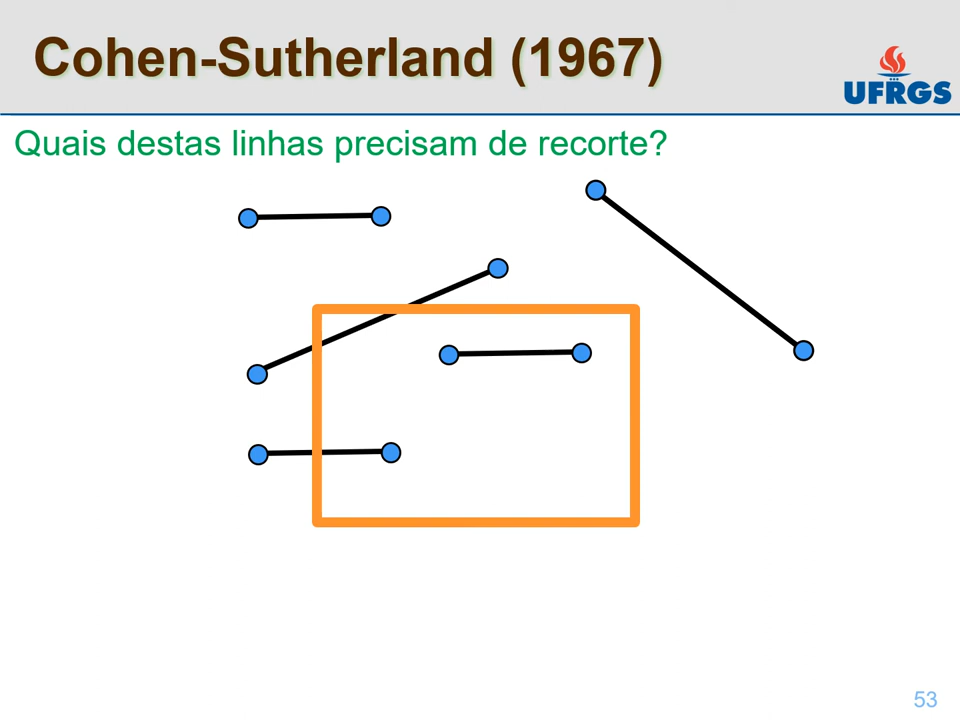 Cohen-Sutherland (1967)
UFRGS
Quais destas linhas precisam de recorte?
53